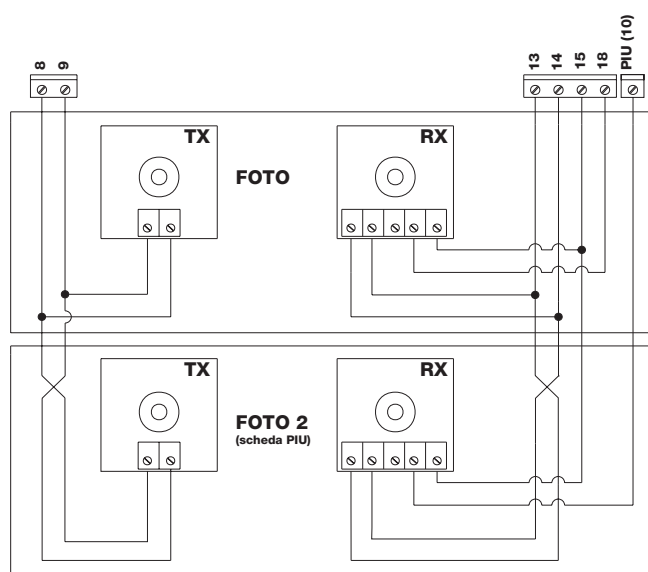 8 9
13 14 15 18 PIU (10)
TX
FOTO
RX
TX
FOTO 2
(scheda PIU)
RX